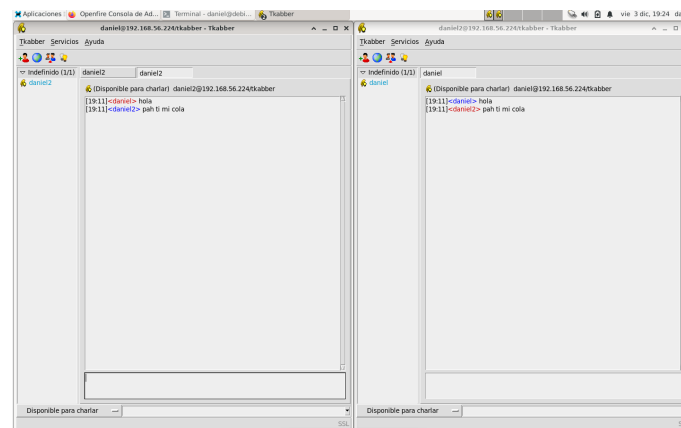 Aplicaciones Openfire Consola de Ad... Terminal - daniel@debi... Tkabber vie 3 dic, 19:24 da
daniel@192.168.56.224/tkabber - Tkabber
Tkabber Servicios Ayuda
Indefinido (1/1) daniel2 daniel2
daniel2
(Disponible para charlar) daniel2@192.168.56.224/tkabber
[19:11]<daniel> hola
[19:11]<daniel2> pah ti mi cola
Disponible para charlar
SSL
daniel2@192.168.56.224/tkabber - Tkabber
Tkabber Servicios Ayuda
Indefinido (1/1) daniel
daniel
(Disponible para charlar) daniel@192.168.56.224/tkabber
[19:11]<daniel> hola
[19:11]<daniel2> pah ti mi cola
Disponible para charlar
S